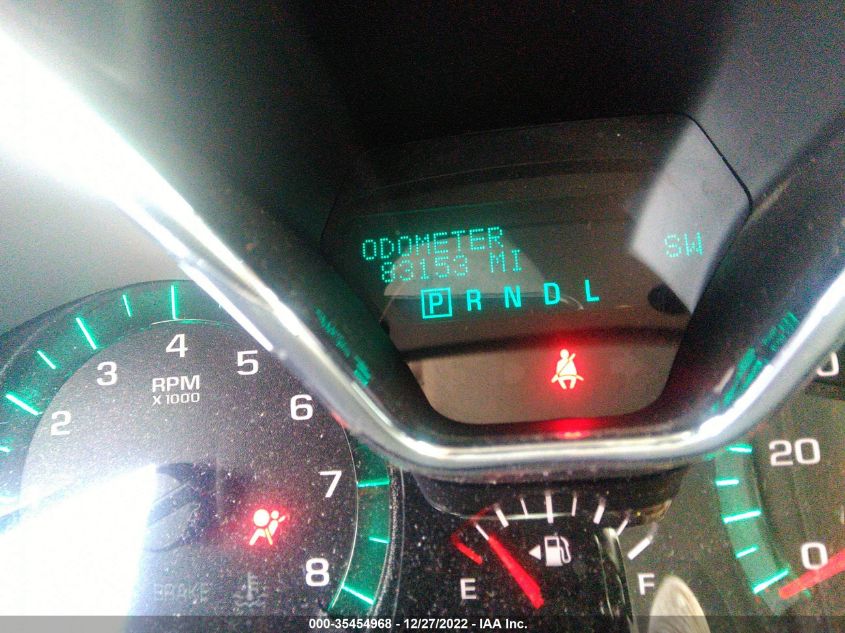 ODOMETER SW
83153 MI
P R N D L
2 3 4 5 6 7 8
RPM
X 1000
20
0
0
E F
BRAKE
000-35454968 - 12/27/2022 - IAA Inc.